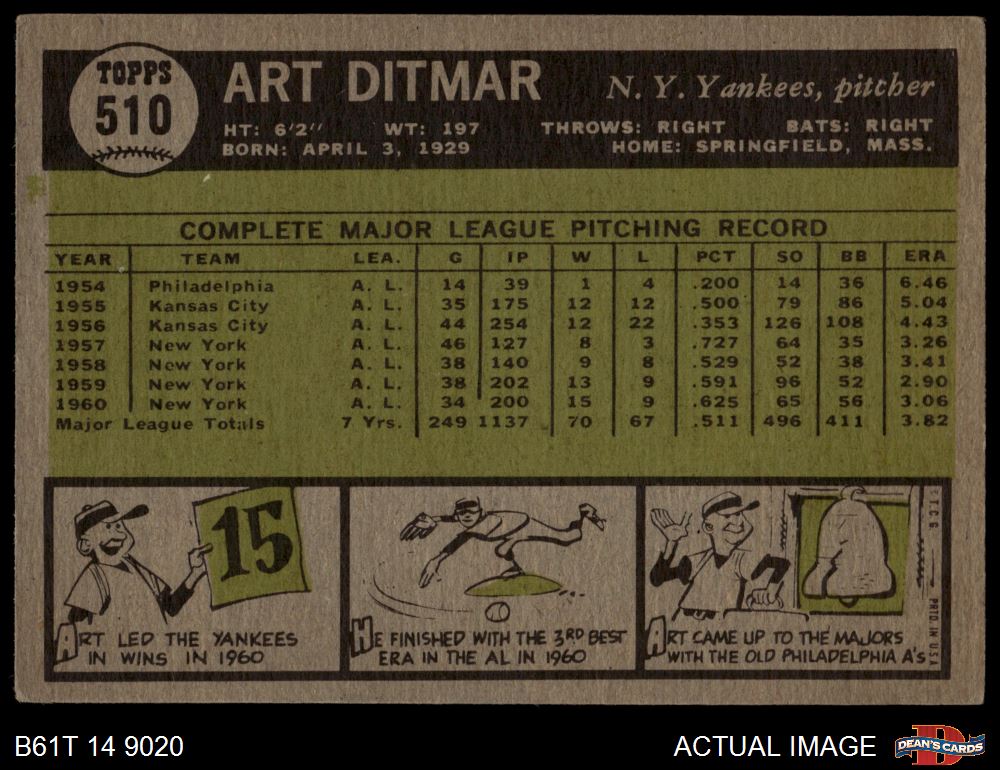 TOPPS
510
ART DITMAR
N. Y. Yankees, pitcher
HT: 6'2" WT: 197 THROWS: RIGHT BATS: RIGHT
BORN: APRIL 3, 1929 HOME: SPRINGFIELD, MASS.
COMPLETE MAJOR LEAGUE PITCHING RECORD
YEAR TEAM LEA. G IP W L PCT SO BB ERA
1954 Philadelphia A. L. 14 39 1 4 .200 14 36 6.46
1955 Kansas City A. L. 35 175 12 12 .500 79 86 5.04
1956 Kansas City A. L. 44 254 12 22 .353 126 108 4.43
1957 New York A. L. 46 127 8 3 .727 64 35 3.26
1958 New York A. L. 38 140 9 8 .529 52 38 3.41
1959 New York A. L. 38 202 13 9 .591 96 52 2.90
1960 New York A. L. 34 200 15 9 .625 65 56 3.06
Major League Totals 7 Yrs. 249 1137 70 67 .511 496 411 3.82
15
ART LED THE YANKEES
IN WINS IN 1960
HE FINISHED WITH THE 3RD BEST
ERA IN THE AL IN 1960
ART CAME UP TO THE MAJORS
WITH THE OLD PHILADELPHIA A'S
PRTD. IN USA
B61T 14 9020
ACTUAL IMAGE
D
DEAN'S CARDS